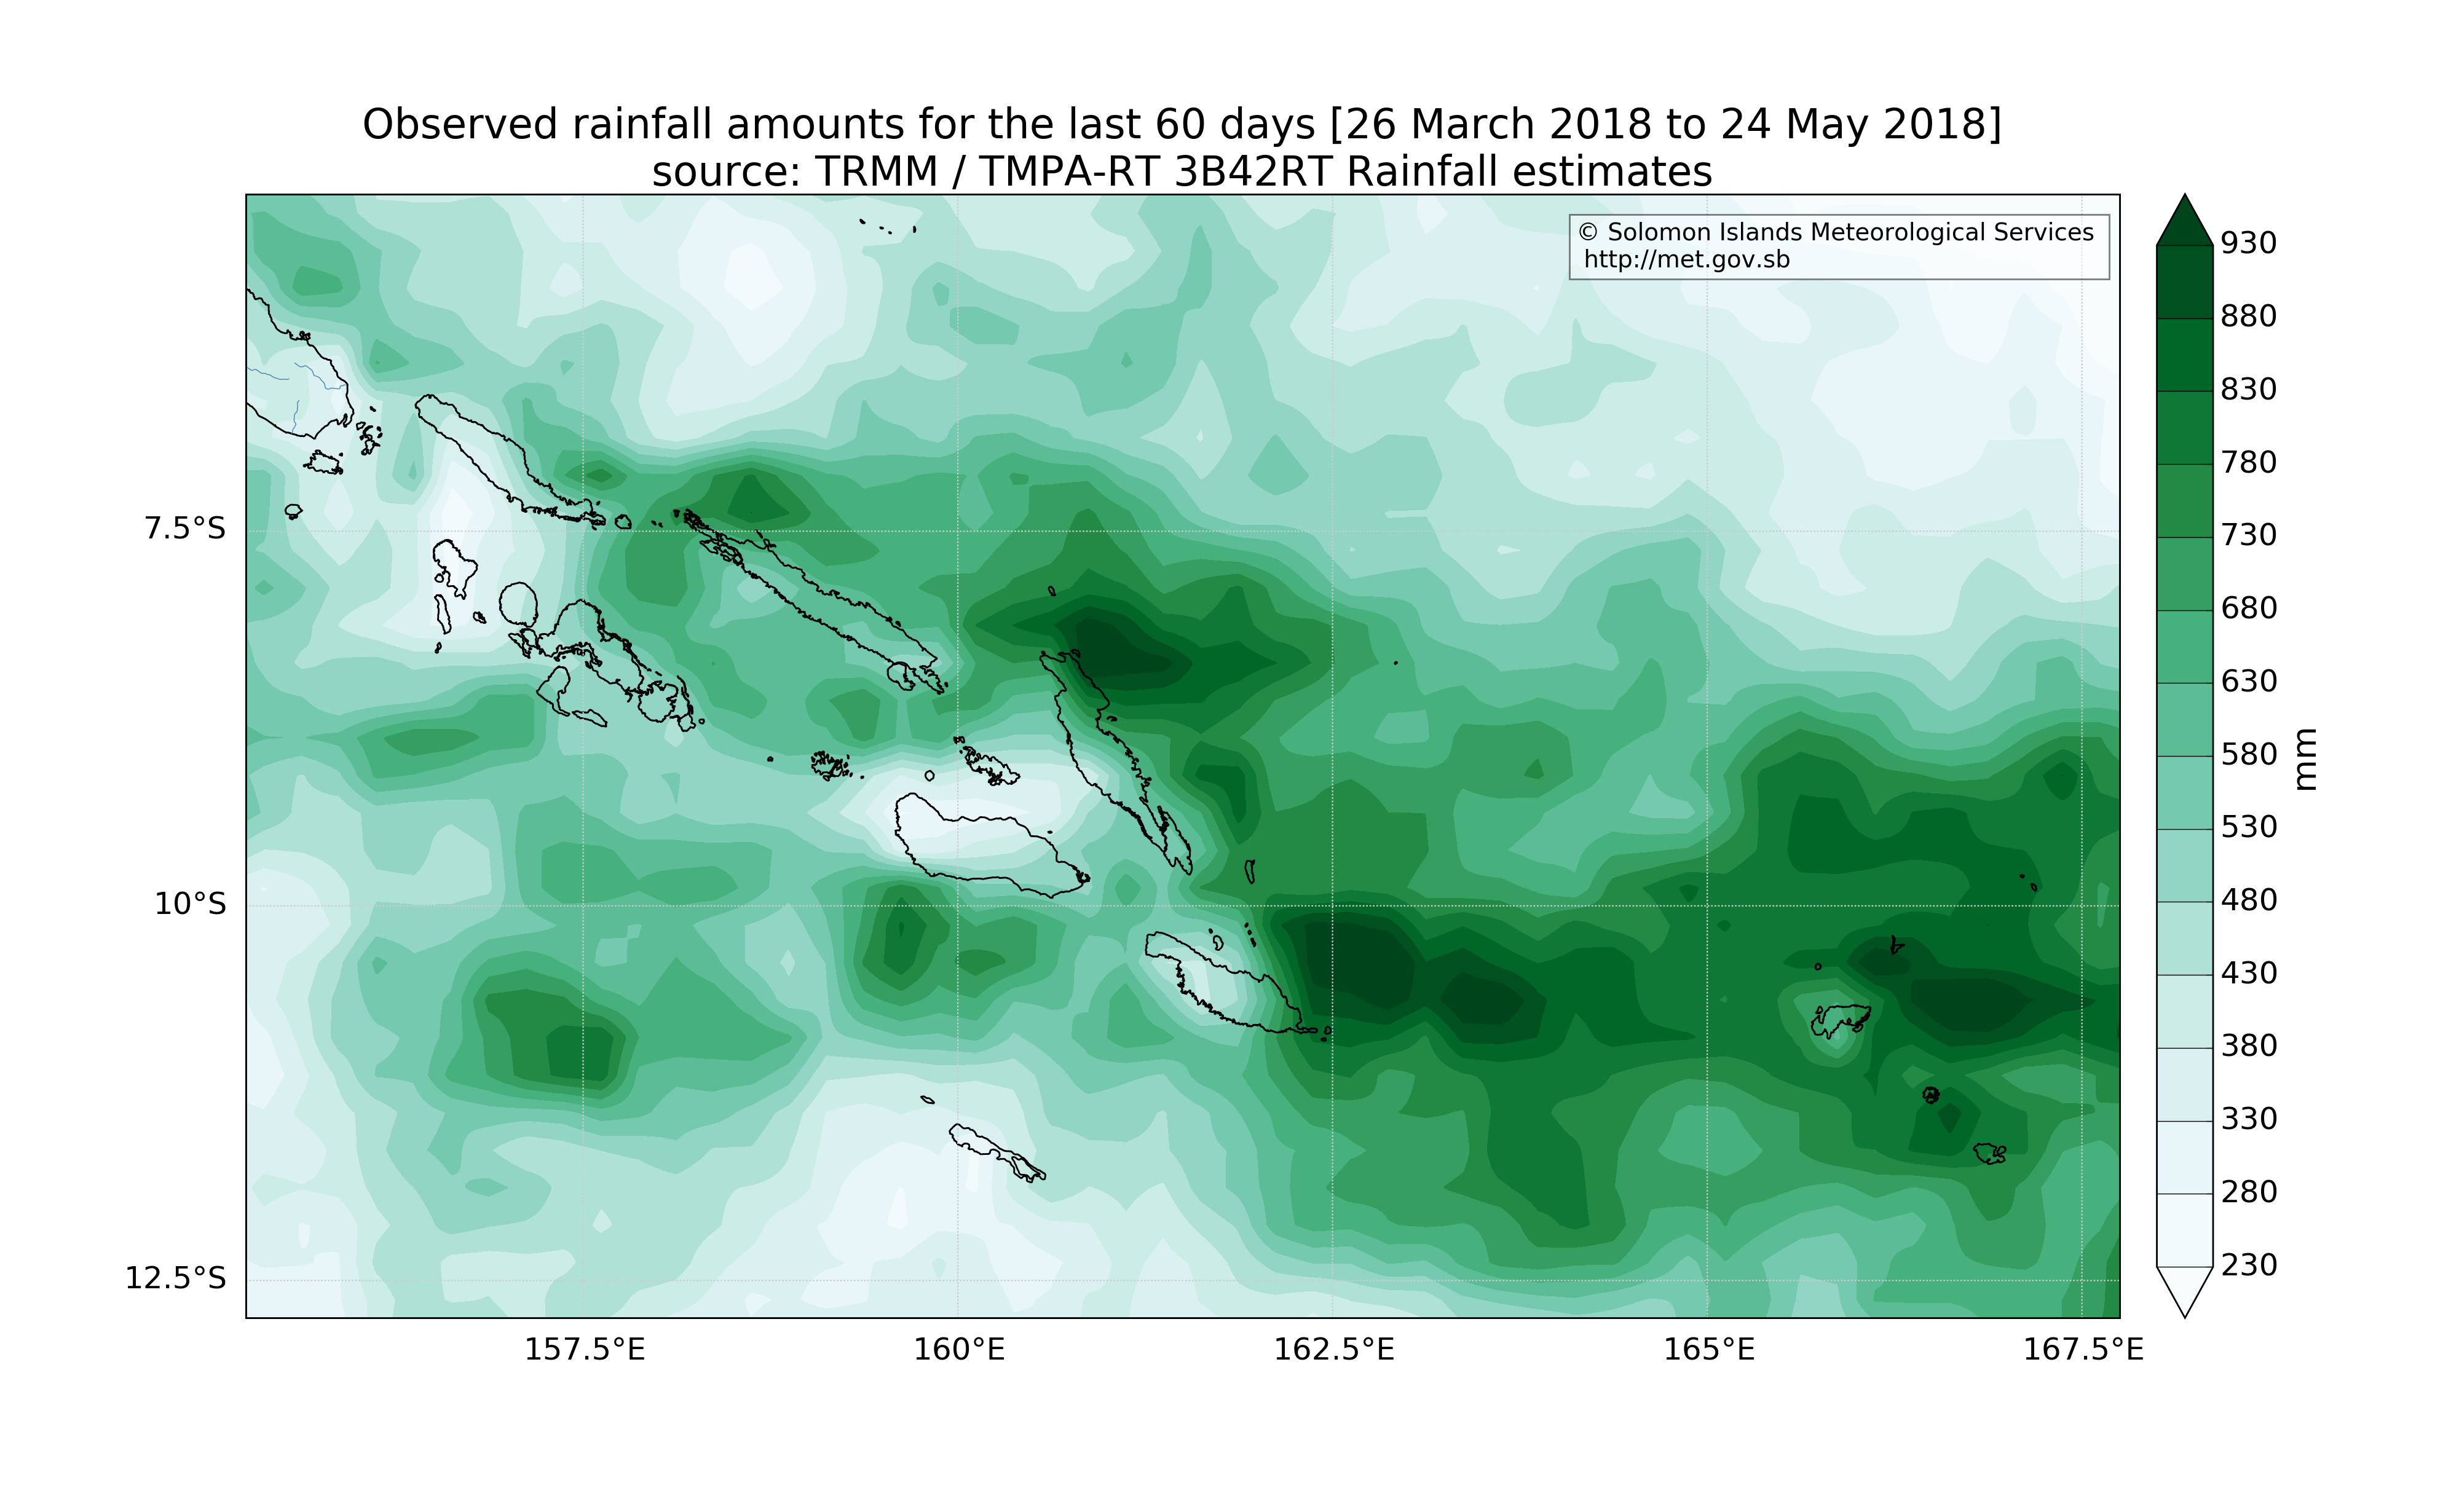 Observed rainfall amounts for the last 60 days [26 March 2018 to 24 May 2018]
source: TRMM / TMPA-RT 3B42RT Rainfall estimates
© Solomon Islands Meteorological Services
http://met.gov.sb
7.5°S
10°S
12.5°S
157.5°E
160°E
162.5°E
165°E
167.5°E
930
880
830
780
730
680
630
580
530
480
430
380
330
280
230
mm